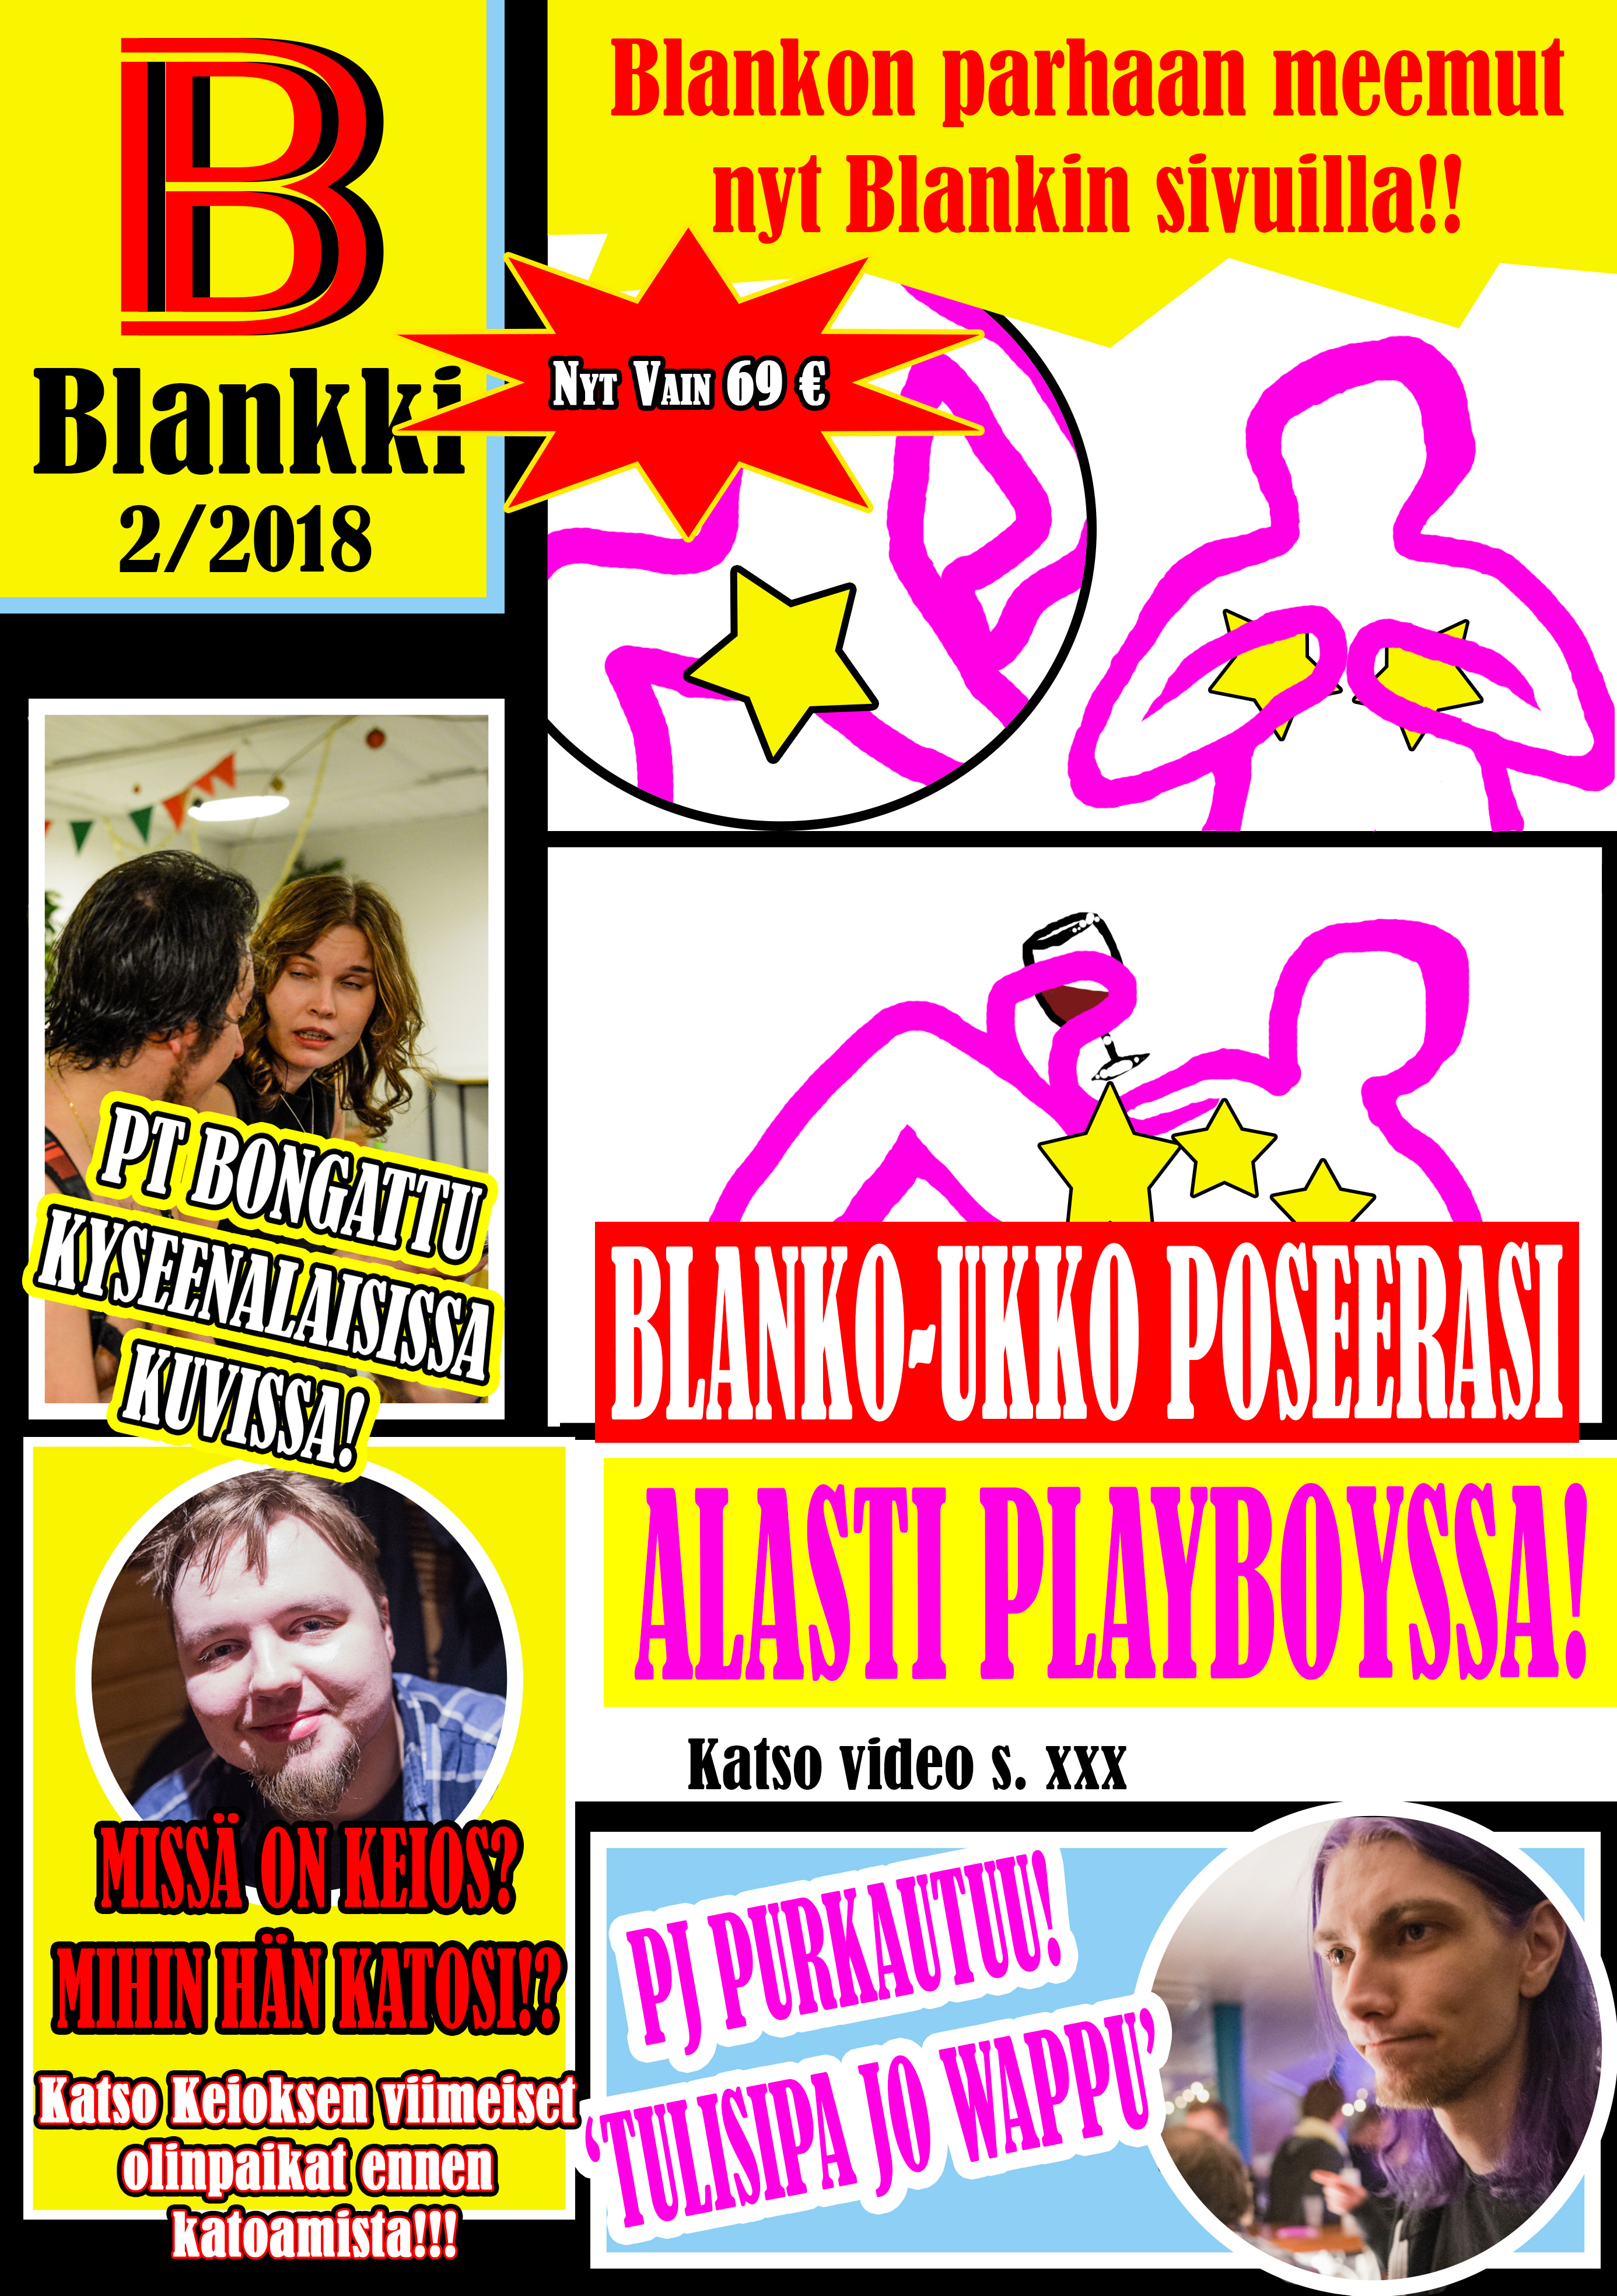 B
Blankki
2/2018
Blankon parhaan meemut
nyt Blankin sivuilla!!
Nyt Vain 69 €
PT BONGATTU
KYSEENALAISISSA
KUVISSA!
BLANKO-UKKO POSEERASI
ALASTI PLAYBOYSSA!
Katso video s. xxx
MISSÄ ON KEIOS?
MIHIN HÄN KATOSI!?
Katso Keioksen viimeiset
olinpaikat ennen
katoamista!!!
PJ PURKAUTUU!
‘TULISIPA JO WAPPU’